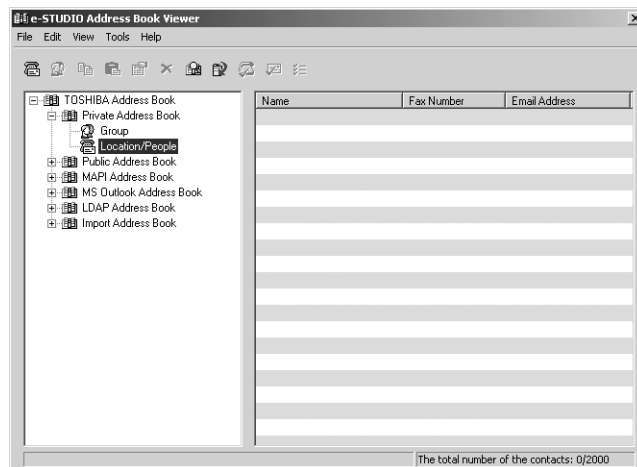 e-STUDIO Address Book Viewer
File Edit View Tools Help
TOSHIBA Address Book
Private Address Book
Group
Location/People
Public Address Book
MAPI Address Book
MS Outlook Address Book
LDAP Address Book
Import Address Book
Name Fax Number Email Address
The total number of the contacts: 0/2000